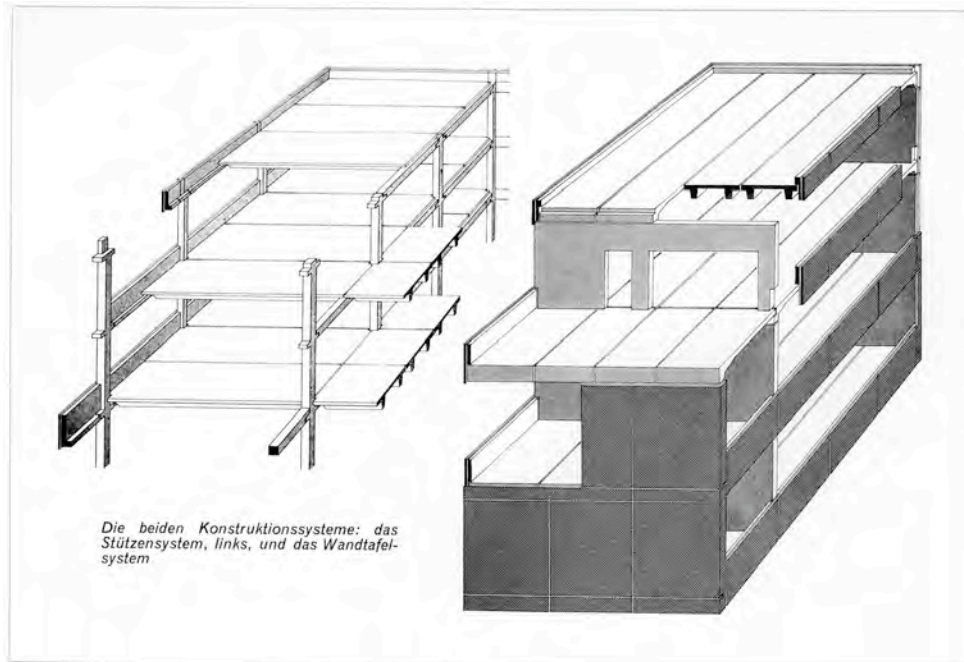 Die beiden Konstruktionssysteme: das
Stützensystem, links, und das Wandtafel-
system